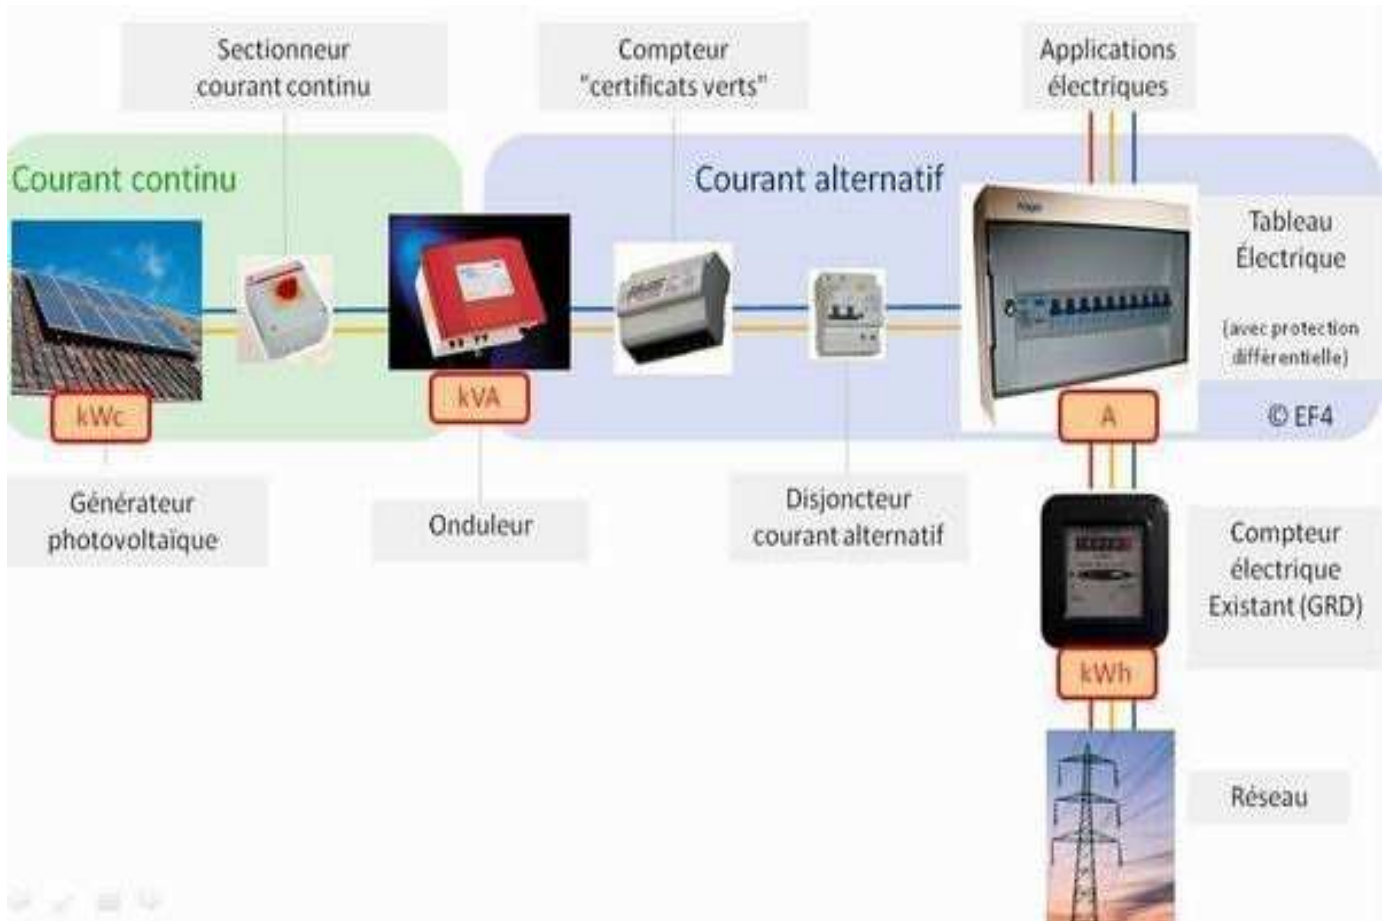 Sectionneur
courant continu
Compteur
"certificats verts"
Applications
électriques
Courant continu
Courant alternatif
Tableau
Électrique
(avec protection
différentielle)
© EF4
kWc
kVA
A
Générateur
photovoltaïque
Onduleur
Disjoncteur
courant alternatif
Compteur
électrique
Existant (GRD)
kWh
Réseau